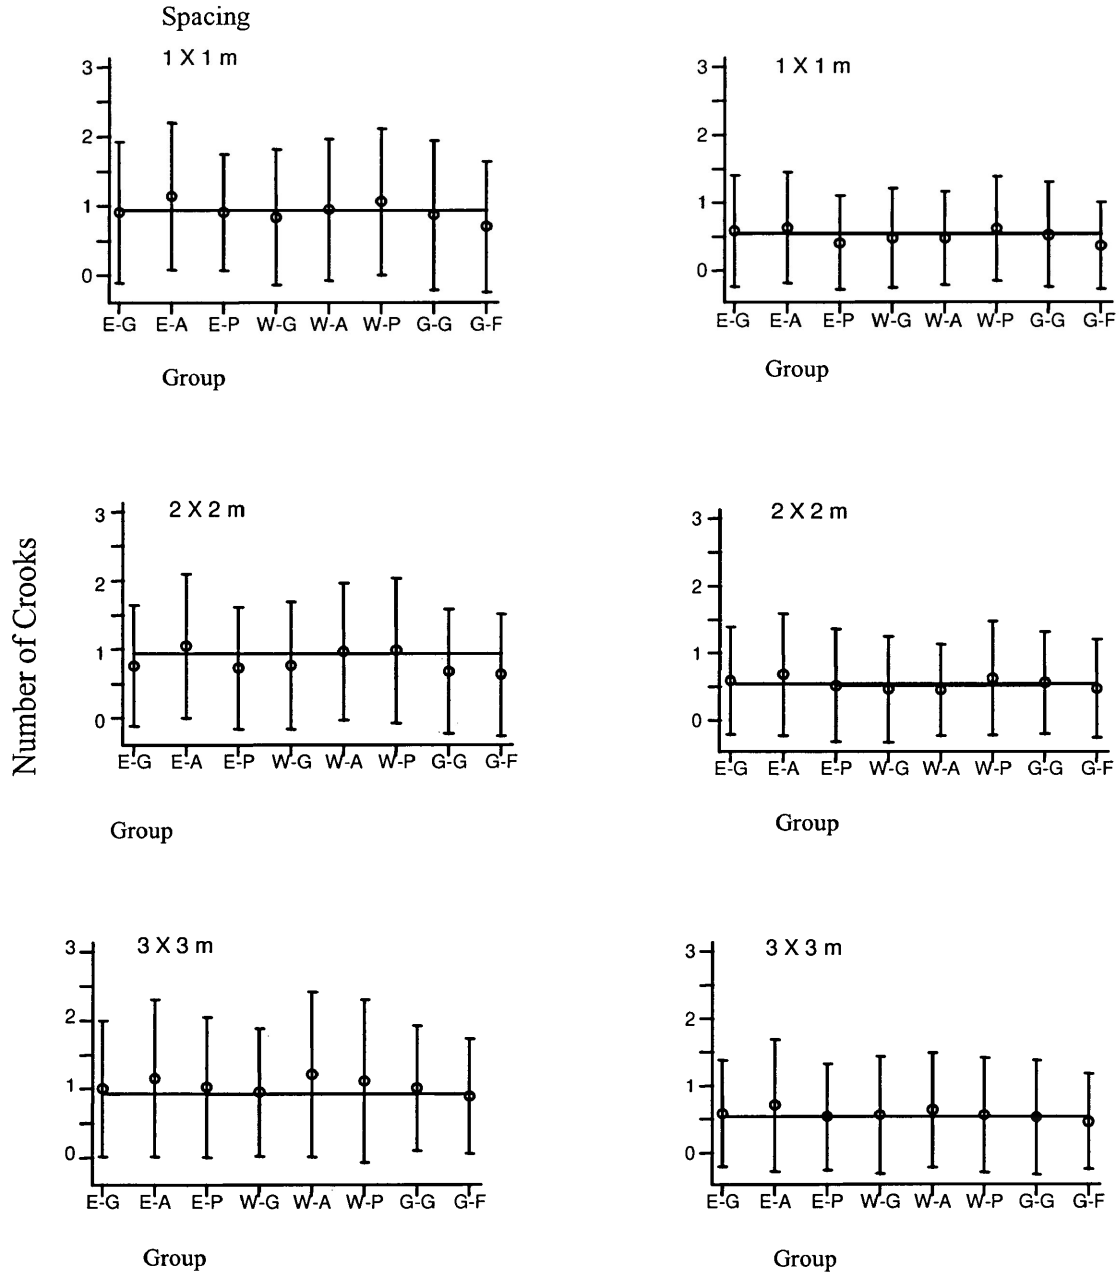 Spacing
1 X 1 m
3
2
1
0
E-G E-A E-P W-G W-A W-P G-G G-F
Group
1 X 1 m
3
2
1
0
E-G E-A E-P W-G W-A W-P G-G G-F
Group
Number of Crooks
2 X 2 m
3
2
1
0
E-G E-A E-P W-G W-A W-P G-G G-F
Group
2 X 2 m
3
2
1
0
E-G E-A E-P W-G W-A W-P G-G G-F
Group
3 X 3 m
3
2
1
0
E-G E-A E-P W-G W-A W-P G-G G-F
Group
3 X 3 m
3
2
1
0
E-G E-A E-P W-G W-A W-P G-G G-F
Group